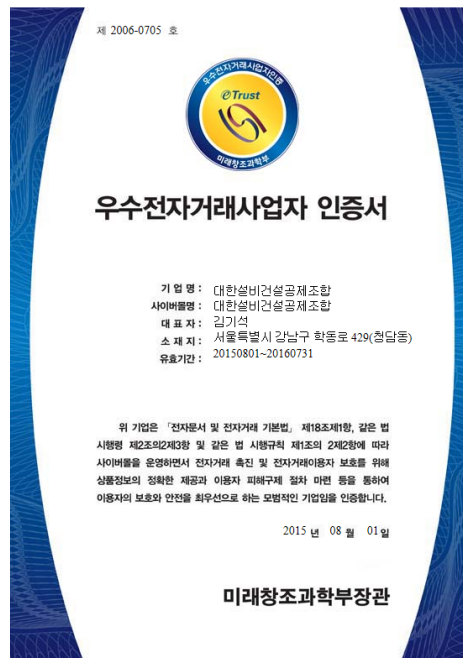 제 2006-0705 호
우수전자거래사업자인증
e Trust
미래창조과학부
우수전자거래사업자 인증서
기 업 명 : 대한설비건설공제조합
사이버몰명 : 대한설비건설공제조합
대 표 자 : 김기석
소 재 지 : 서울특별시 강남구 학동로 429(청담동)
유효기간 : 20150801~20160731
위 기업은 「전자문서 및 전자거래 기본법」 제18조제1항, 같은 법
시행령 제2조의2제3항 및 같은 법 시행규칙 제1조의 2제2항에 따라
사이버몰을 운영하면서 전자거래 촉진 및 전자거래이용자 보호를 위해
상품정보의 정확한 제공과 이용자 피해구제 절차 마련 등을 통하여
이용자의 보호와 안전을 최우선으로 하는 모범적인 기업임을 인증합니다.
2015 년 08 월 01 일
미래창조과학부장관